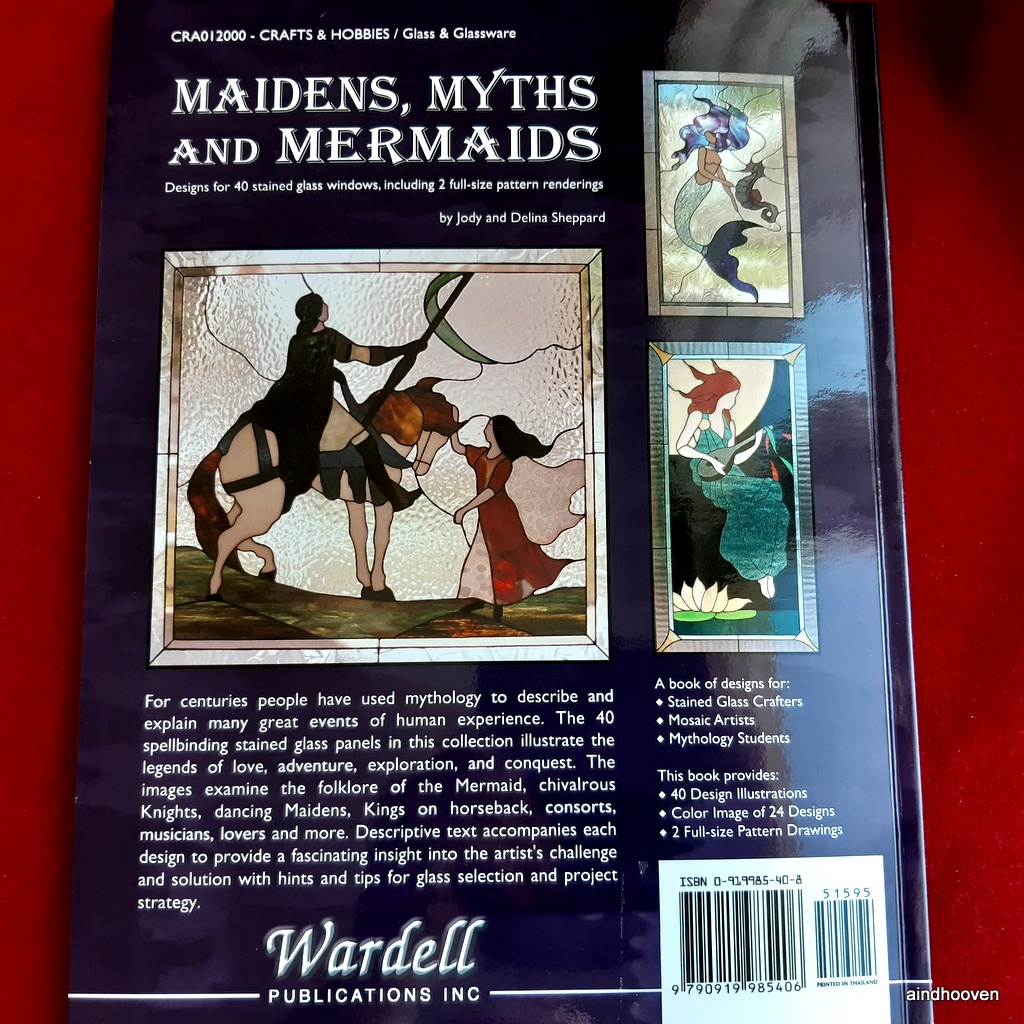 CRA012000 - CRAFTS & HOBBIES / Glass & Glassware
MAIDENS, MYTHS
AND MERMAIDS
Designs for 40 stained glass windows, including 2 full-size pattern renderings
by Jody and Delina Sheppard
For centuries people have used mythology to describe and
explain many great events of human experience. The 40
spellbinding stained glass panels in this collection illustrate the
legends of love, adventure, exploration, and conquest. The
images examine the folklore of the Mermaid, chivalrous
Knights, dancing Maidens, Kings on horseback, consorts,
musicians, lovers and more. Descriptive text accompanies each
design to provide a fascinating insight into the artist's challenge
and solution with hints and tips for glass selection and project
strategy.
Wardell
PUBLICATIONS INC
A book of designs for:
◆ Stained Glass Crafters
◆ Mosaic Artists
◆ Mythology Students
This book provides:
◆ 40 Design Illustrations
◆ Color Image of 24 Designs
◆ 2 Full-size Pattern Drawings
ISBN 0-919985-40-8
51595
9 790919 985406
PRINTED IN THAILAND
aindhooven